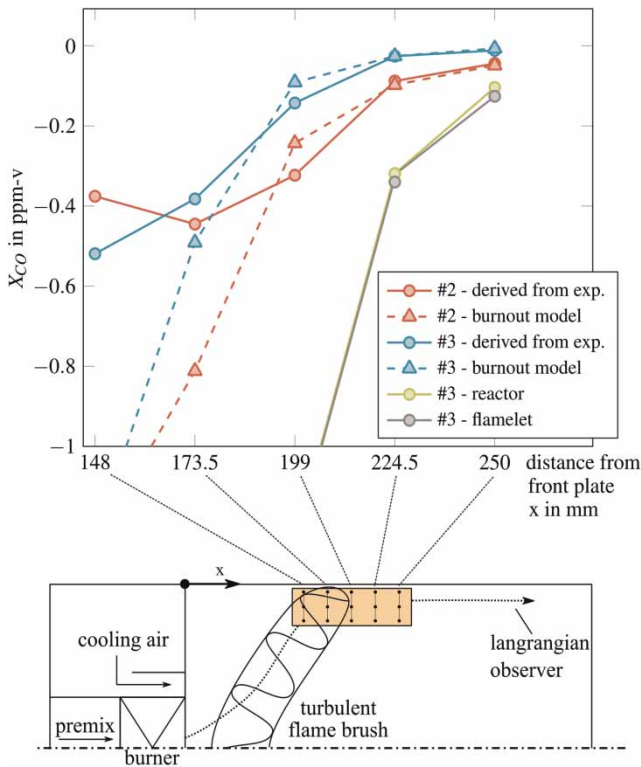 0
−0.2
−0.4
−0.6
−0.8
−1
X_CO in ppm-v
#2 - derived from exp.
#2 - burnout model
#3 - derived from exp.
#3 - burnout model
#3 - reactor
#3 - flamelet
148 173.5 199 224.5 250 distance from
front plate
x in mm
x
cooling air
langrangian
observer
turbulent
flame brush
premix
burner